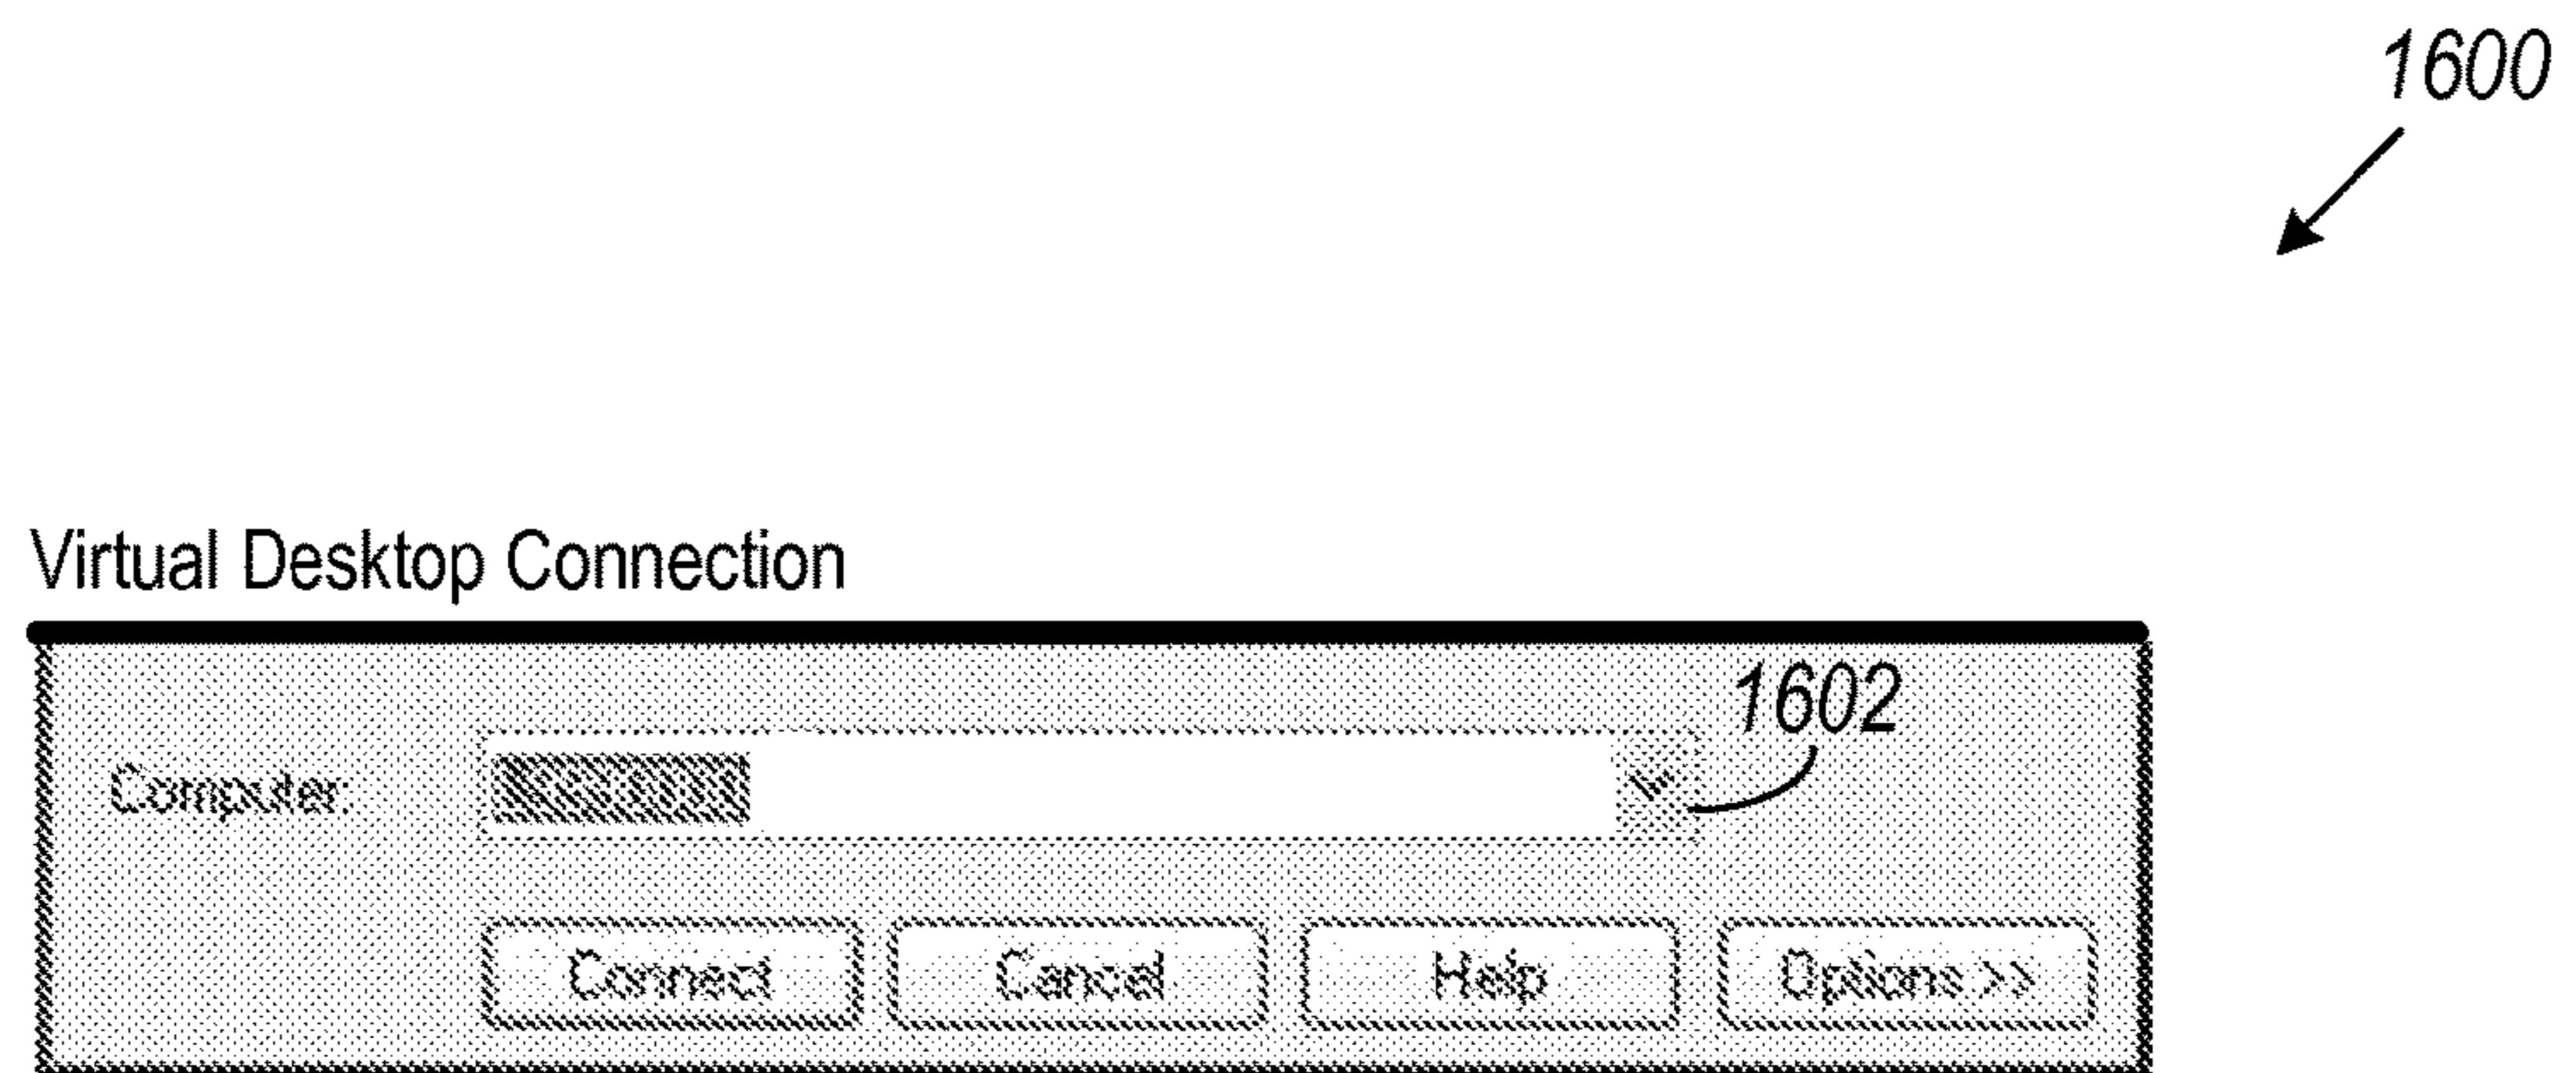 1600
Virtual Desktop Connection
1602
Computer:
Connect Cancel Help Options >>